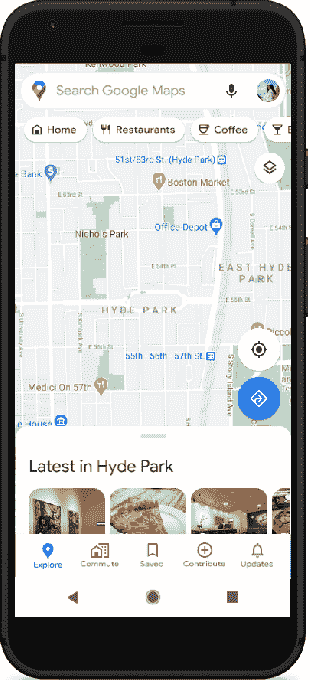 Search Google Maps
Home
Restaurants
Coffee
51st/53rd St. (Hyde Park)
Bank
Boston Market
Nichols Park
Office Depot
EAST HYDE
PARK
HYDE PARK
55th - 56th - 57th St.
Medici On 57th
House
Latest in Hyde Park
Explore
Commute
Saved
Contribute
Updates